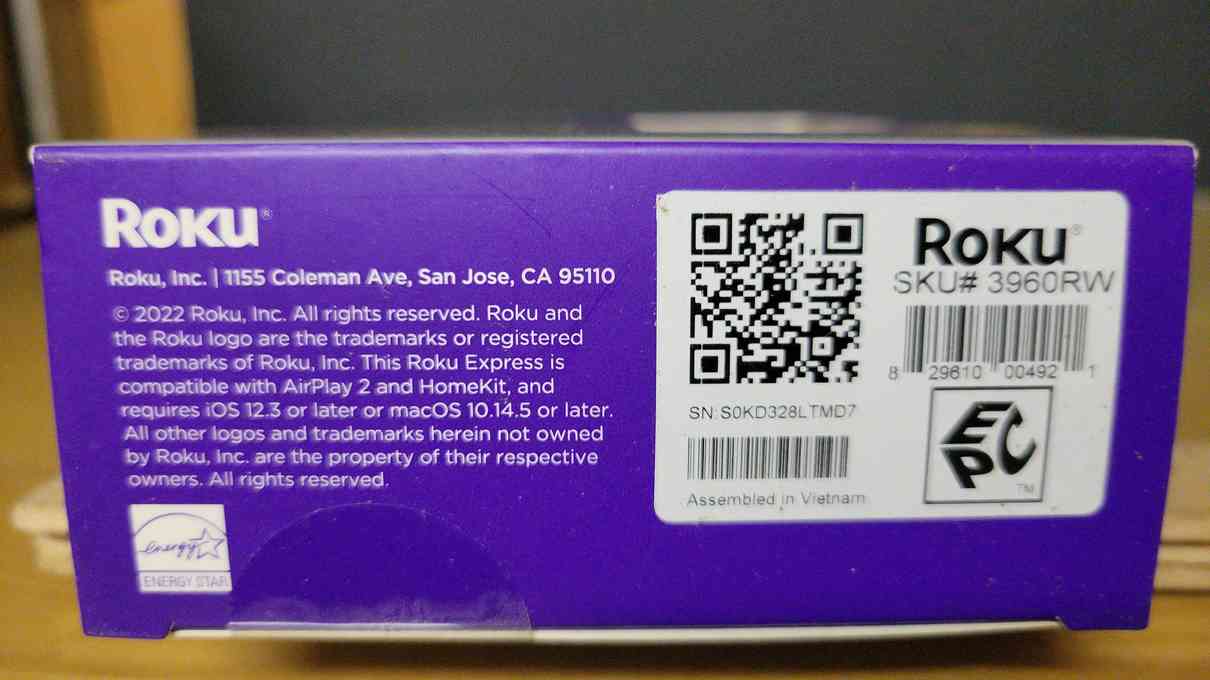 Roku®
Roku, Inc. | 1155 Coleman Ave, San Jose, CA 95110
© 2022 Roku, Inc. All rights reserved. Roku and
the Roku logo are the trademarks or registered
trademarks of Roku, Inc. This Roku Express is
compatible with AirPlay 2 and HomeKit, and
requires iOS 12.3 or later or macOS 10.14.5 or later.
All other logos and trademarks herein not owned
by Roku, Inc. are the property of their respective
owners. All rights reserved.
energy
ENERGY STAR
Roku®
SKU# 3960RW
8 29610 00492 1
SN: S0KD328LTMD7
Assembled in Vietnam
EPC
TM